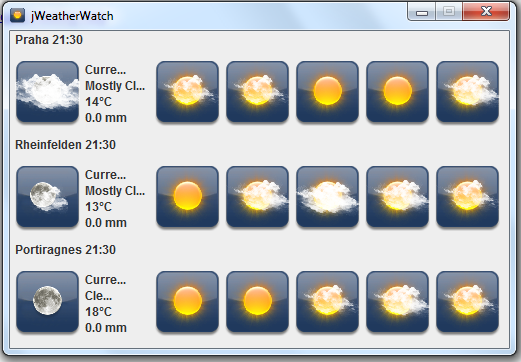 jWeatherWatch
Praha 21:30
Curre...
Mostly Cl...
14°C
0.0 mm
Rheinfelden 21:30
Curre...
Mostly Cl...
13°C
0.0 mm
Portiragnes 21:30
Curre...
Cle...
18°C
0.0 mm